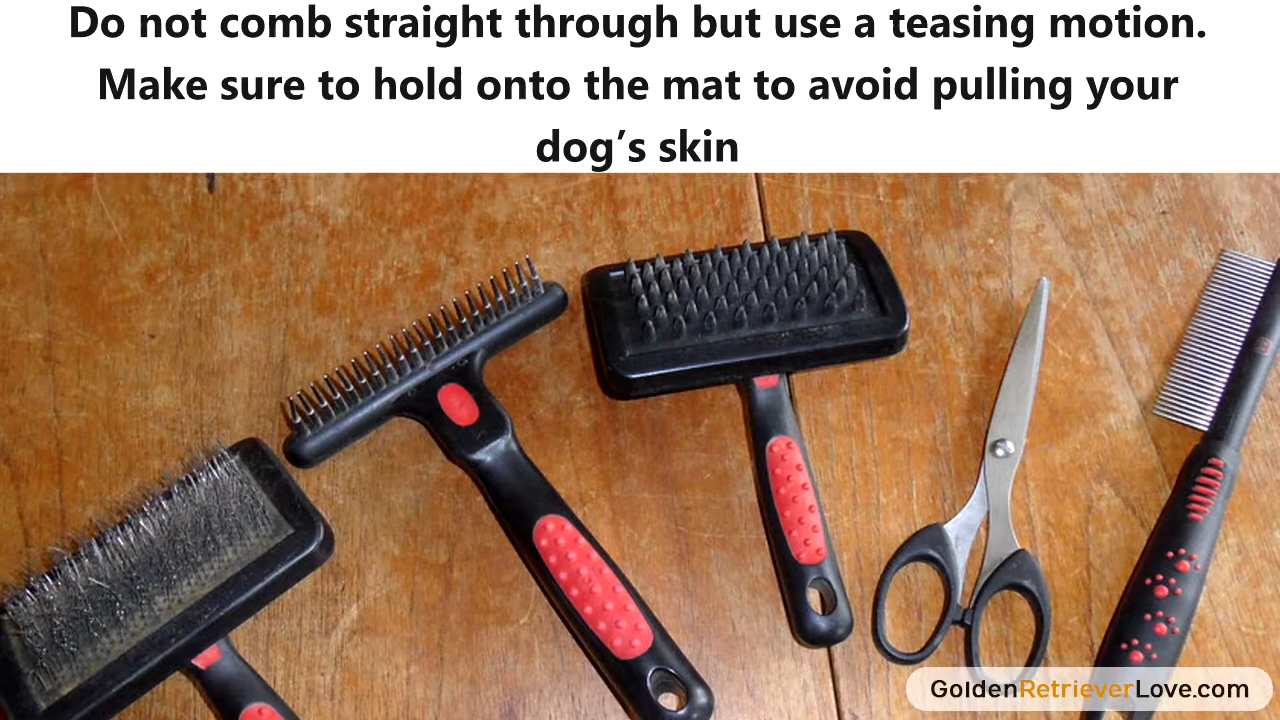 Do not comb straight through but use a teasing motion.
Make sure to hold onto the mat to avoid pulling your
dog’s skin
GoldenRetrieverLove.com